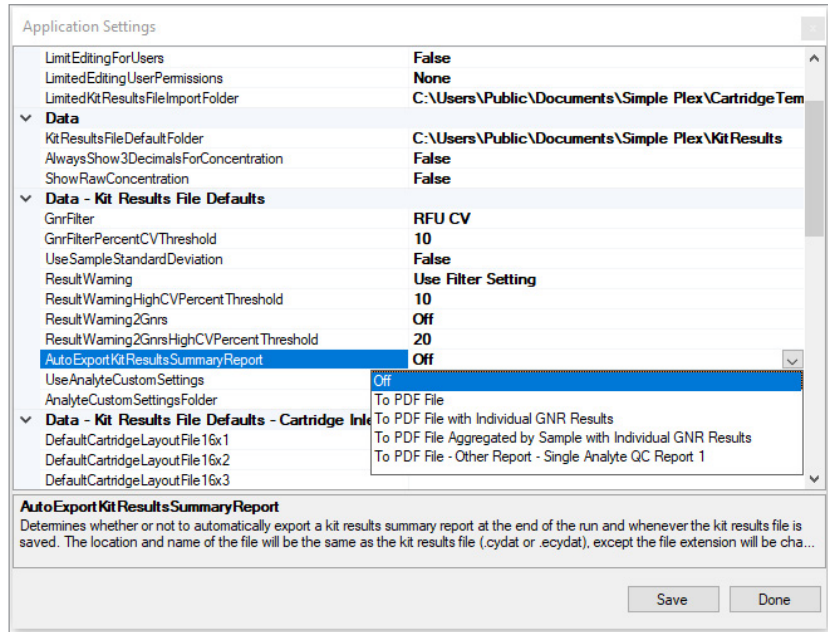 Application Settings
LimitEditingForUsers False
LimitedEditingUserPermissions None
LimitedKitResultsFileImportFolder C:\Users\Public\Documents\Simple Plex\CartridgeTem
Data
KitResultsFileDefaultFolder C:\Users\Public\Documents\Simple Plex\KitResults
AlwaysShow3DecimalsForConcentration False
ShowRawConcentration False
Data - Kit Results File Defaults
GnrFilter RFU CV
GnrFilterPercentCVThreshold 10
UseSampleStandardDeviation False
ResultWarning Use Filter Setting
ResultWarningHighCVPercentThreshold 10
ResultWarning2Gnrs Off
ResultWarning2GnrsHighCVPercentThreshold 20
AutoExportKitResultsSummaryReport Off
UseAnalyteCustomSettings Off
AnalyteCustomSettingsFolder To PDF File
To PDF File with Individual GNR Results
Data - Kit Results File Defaults - Cartridge Inle
To PDF File Aggregated by Sample with Individual GNR Results
DefaultCartridgeLayoutFile16x1
To PDF File - Other Report - Single Analyte QC Report 1
DefaultCartridgeLayoutFile16x2
DefaultCartridgeLayoutFile16x3
AutoExportKitResultsSummaryReport
Determines whether or not to automatically export a kit results summary report at the end of the run and whenever the kit results file is
saved. The location and name of the file will be the same as the kit results file (.cydat or .ecydat), except the file extension will be cha...
Save Done